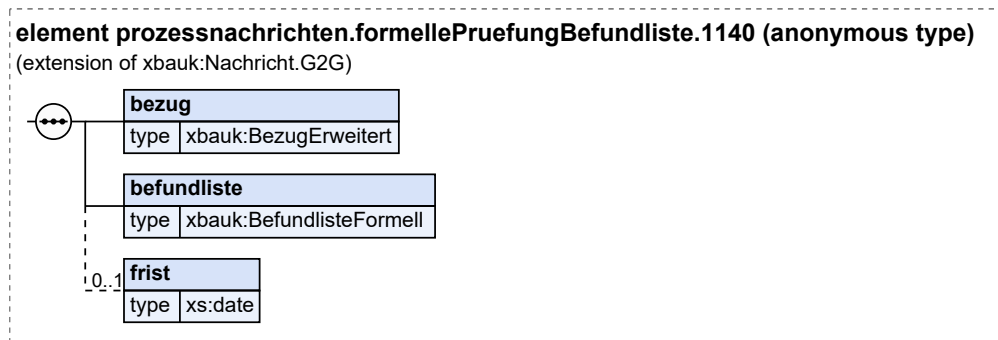 element prozessnachrichten.formellePruefungBefundliste.1140 (anonymous type)
(extension of xbauk:Nachricht.G2G)
bezug
type xbauk:BezugErweitert
befundliste
type xbauk:BefundlisteFormell
0..1 frist
type xs:date